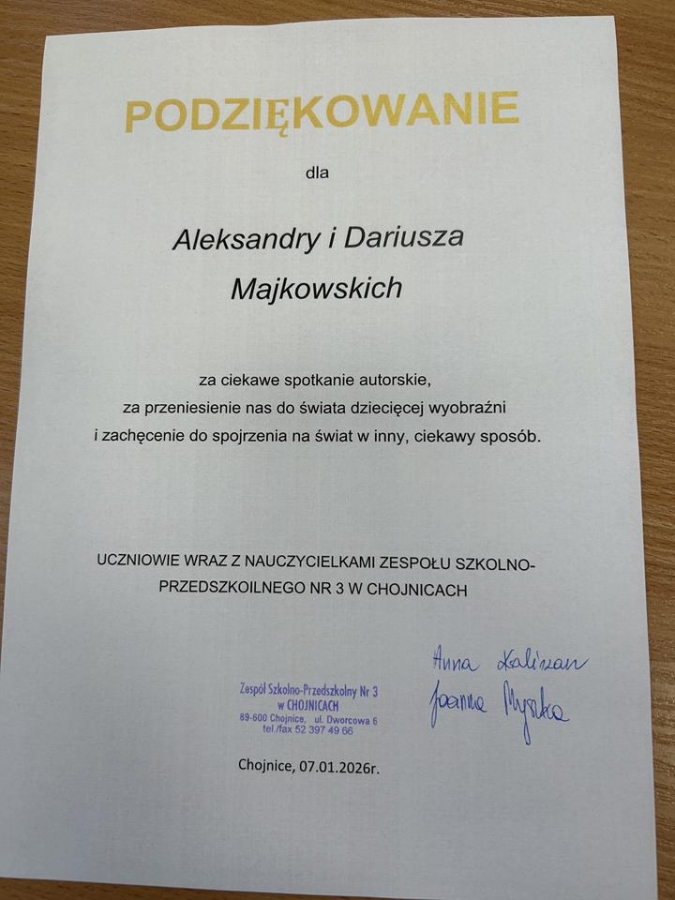 PODZIĘKOWANIE
dla
Aleksandry i Dariusza
Majkowskich
za ciekawe spotkanie autorskie,
za przeniesienie nas do świata dziecięcej wyobraźni
i zachęcenie do spojrzenia na świat w inny, ciekawy sposób.
UCZNIOWIE WRAZ Z NAUCZYCIELKAMI ZESPOŁU SZKOLNO-
PRZEDSZKOILNEGO NR 3 W CHOJNICACH
Anna Kaliszan
Joanna Myszka
Zespół Szkolno-Przedszkolny Nr 3
w CHOJNICACH
89-600 Chojnice, ul. Dworcowa 6
tel./fax 52 397 49 66
Chojnice, 07.01.2026r.